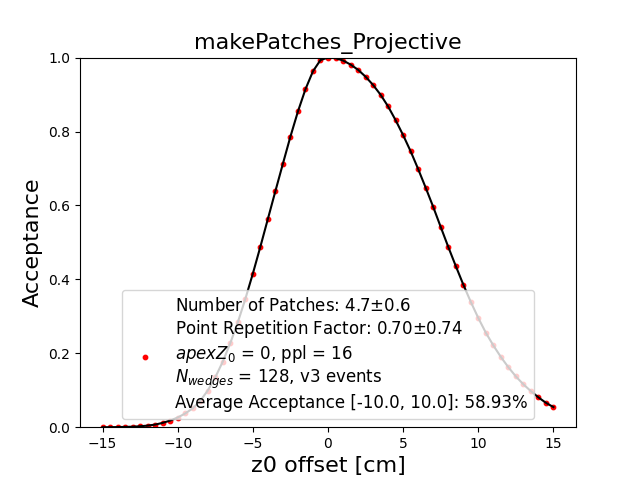 makePatches_Projective
1.0
0.8
0.6
0.4
0.2
0.0
Acceptance
Number of Patches: 4.7±0.6
Point Repetition Factor: 0.70±0.74
apexZ₀ = 0, ppl = 16
N_wedges = 128, v3 events
Average Acceptance [-10.0, 10.0]: 58.93%
−15 −10 −5 0 5 10 15
z0 offset [cm]